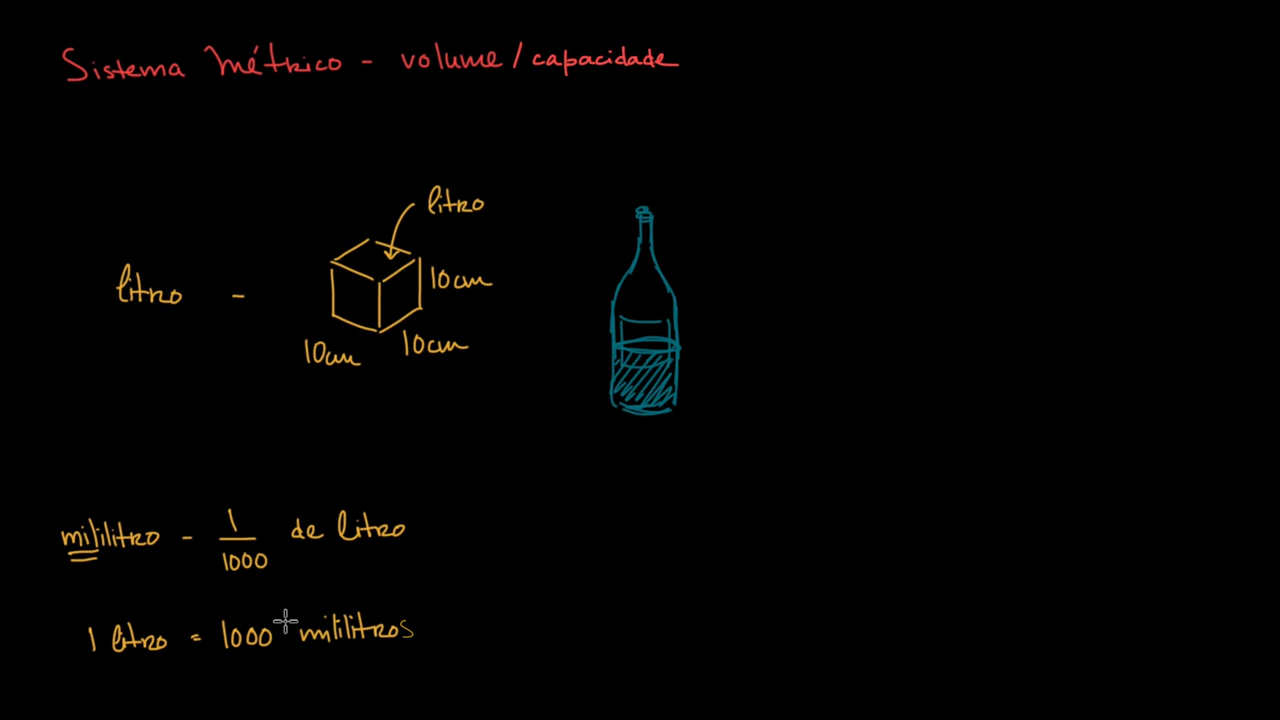 Sistema Métrico - volume / capacidade
litro
litro - 10cm
10cm 10cm
mililitro - 1/1000 de litro
1 litro = 1000 mililitros